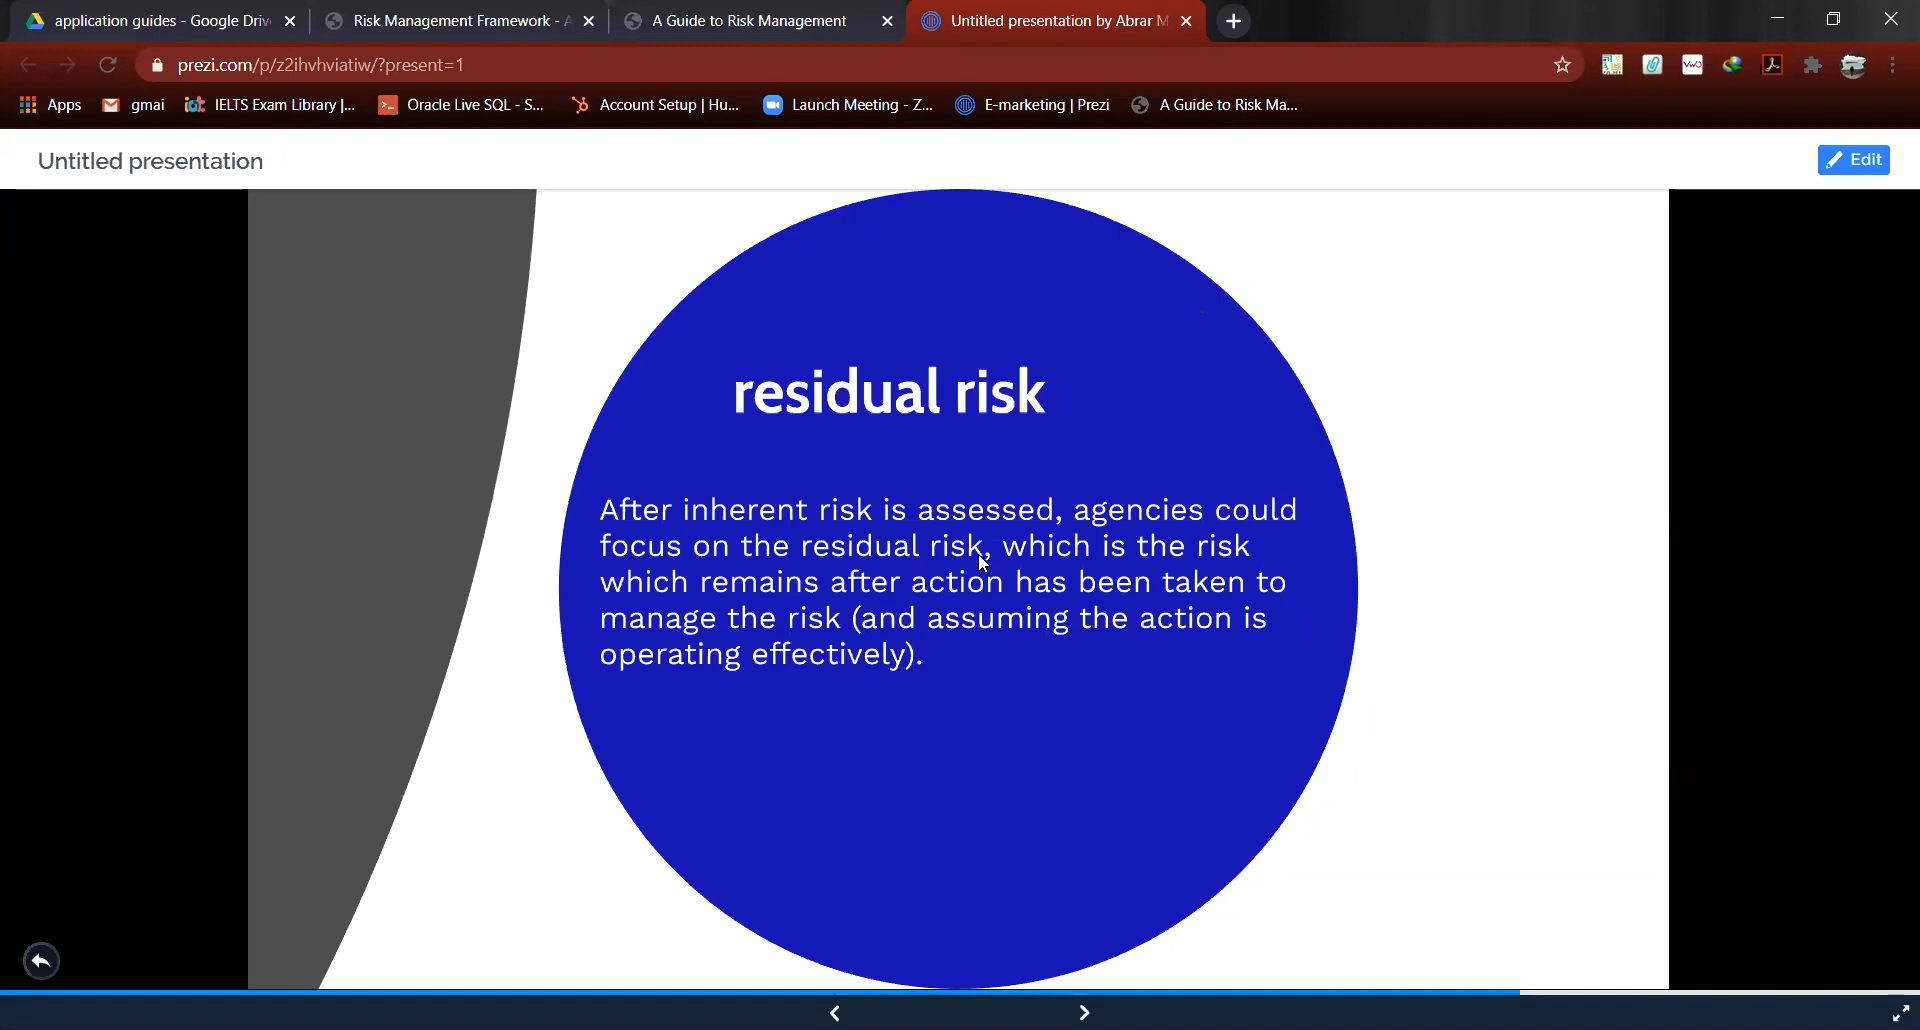 application guides - Google Driv
Risk Management Framework - A
A Guide to Risk Management
Untitled presentation by Abrar M
prezi.com/p/z2ihvhviatiw/?present=1
vwo
Apps
gmai
IELTS Exam Library |...
Oracle Live SQL - S...
Account Setup | Hu...
Launch Meeting - Z...
E-marketing | Prezi
A Guide to Risk Ma...
Untitled presentation
Edit
residual risk
After inherent risk is assessed, agencies could
focus on the residual risk, which is the risk
which remains after action has been taken to
manage the risk (and assuming the action is
operating effectively).